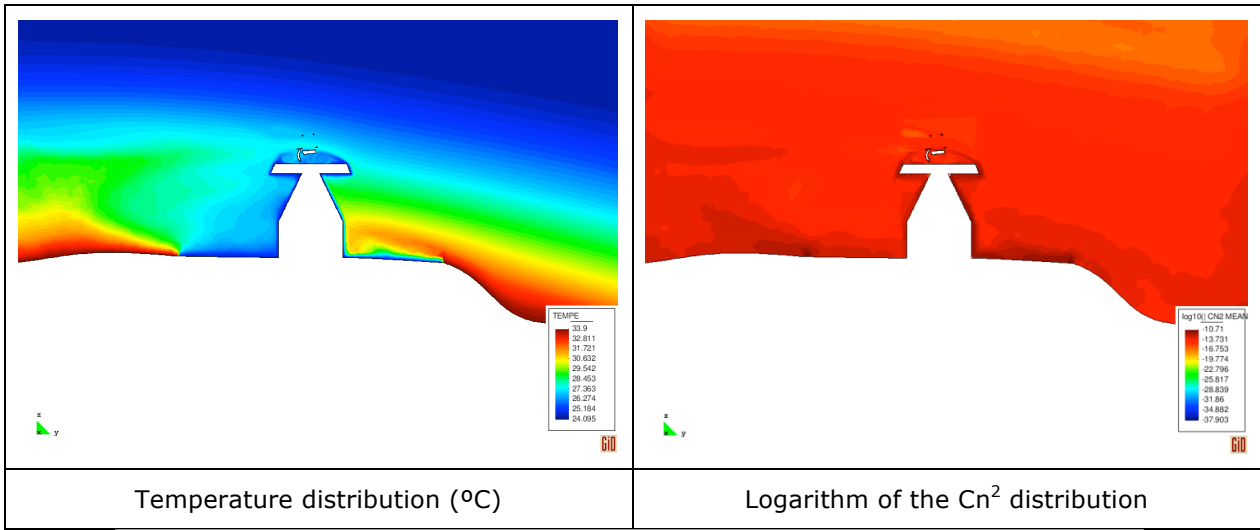 TEMPE
33.9
32.811
31.721
30.632
29.542
28.453
27.363
26.274
25.184
24.095
z
x y
GiD
log10(| CN2 MEAN
-10.71
-13.731
-16.753
-19.774
-22.796
-25.817
-28.839
-31.86
-34.882
-37.903
z
x y
GiD
Temperature distribution (ºC)
Logarithm of the Cn² distribution